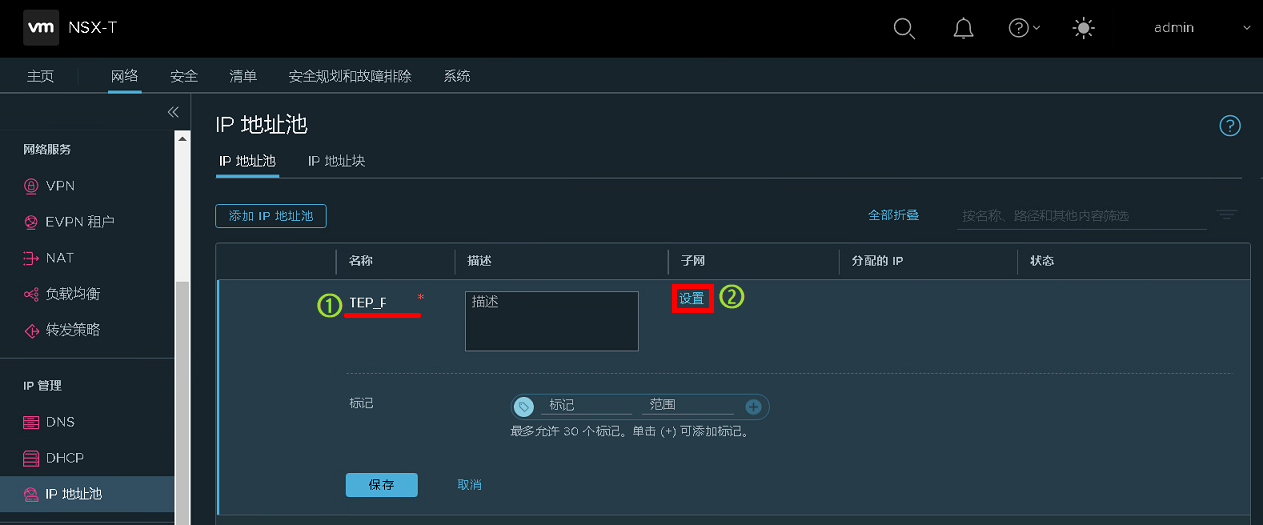 vm NSX-T admin
主页 网络 安全 清单 安全规划和故障排除 系统
网络服务
VPN
EVPN 租户
NAT
负载均衡
转发策略
IP 管理
DNS
DHCP
IP 地址池
IP 地址池
IP 地址池 IP 地址块
添加 IP 地址池 全部折叠 按名称、路径和其他内容筛选
名称 描述 子网 分配的 IP 状态
① TEP_F * 描述 设置 ②
标记 标记 范围
最多允许 30 个标记。单击 (+) 可添加标记。
保存 取消